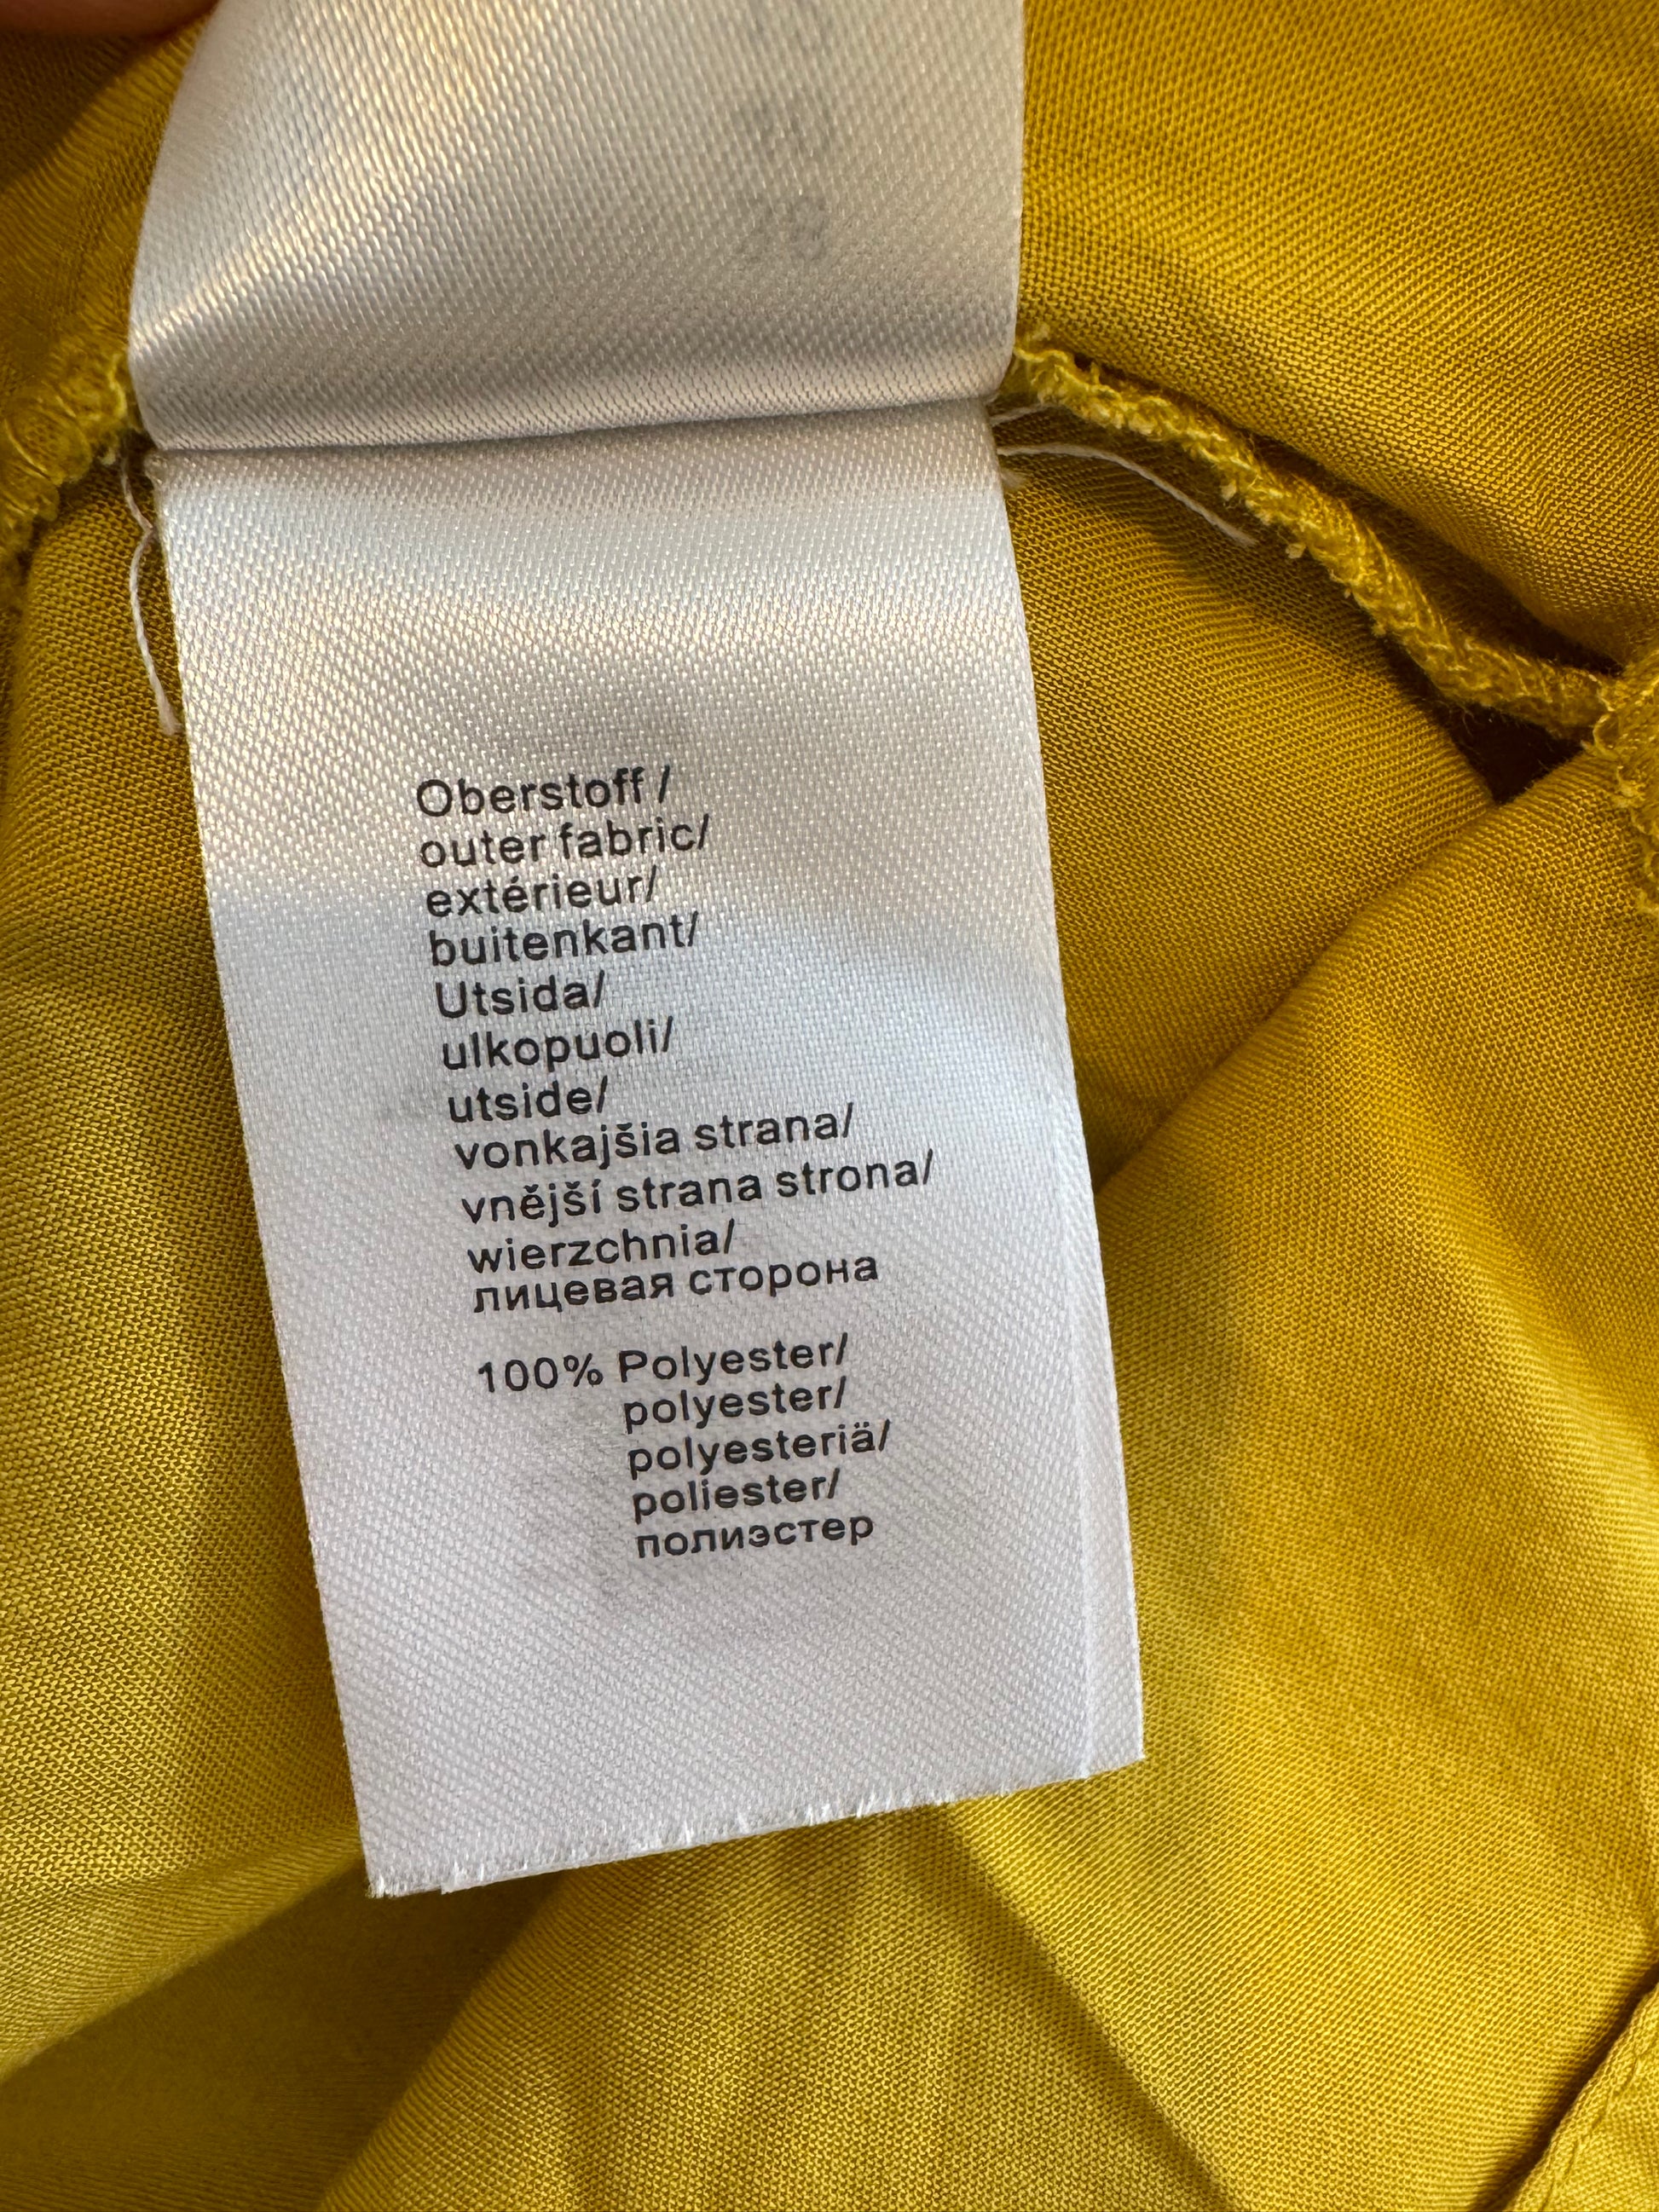 Oberstoff /
outer fabric/
extérieur/
buitenkant/
Utsida/
ulkopuoli/
utside/
vonkajšia strana/
vnější strana strona/
wierzchnia/
лицевая сторона
100% Polyester/
polyester/
polyesteriä/
poliester/
полиэстер